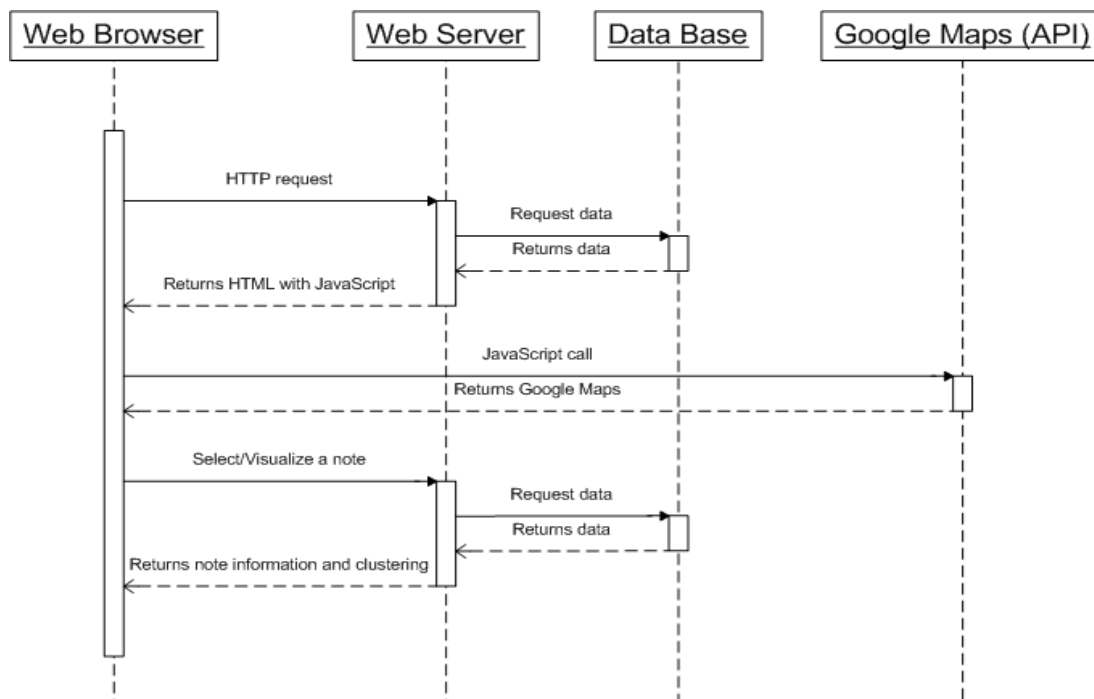 Web Browser
Web Server
Data Base
Google Maps (API)
HTTP request
Request data
Returns data
Returns HTML with JavaScript
JavaScript call
Returns Google Maps
Select/Visualize a note
Request data
Returns data
Returns note information and clustering